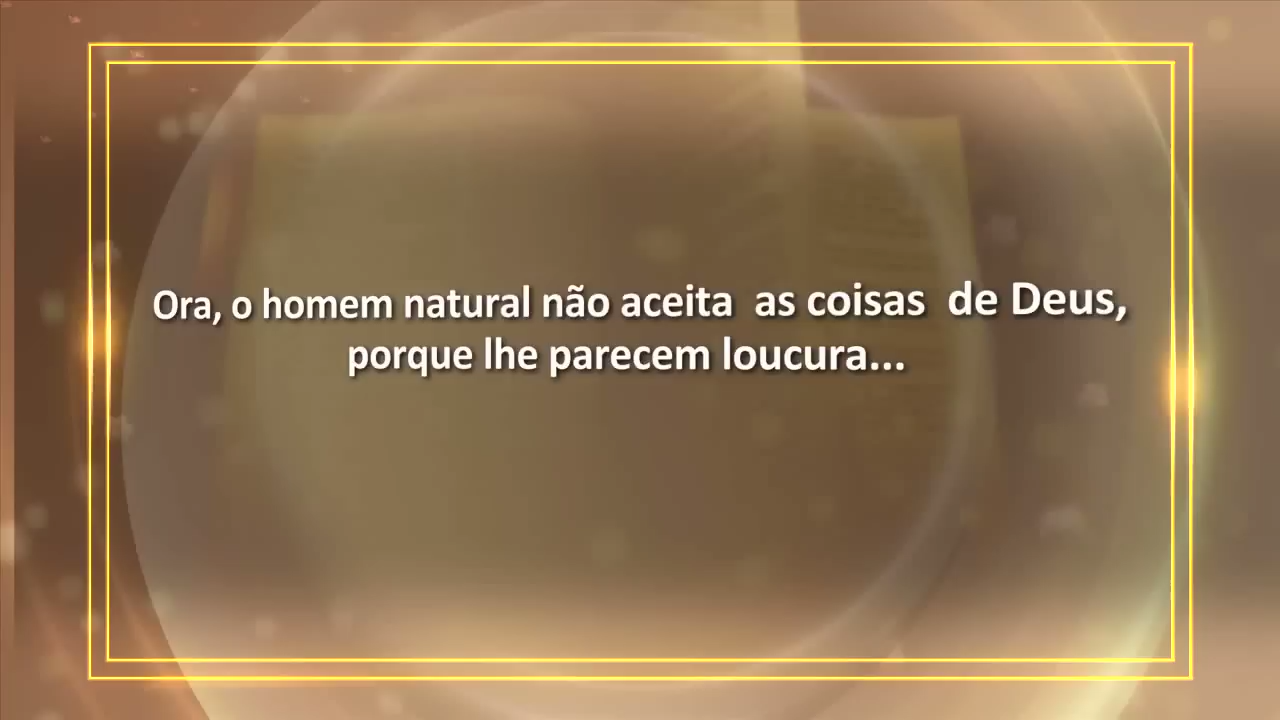 Ora, o homem natural não aceita as coisas de Deus,
porque lhe parecem loucura...